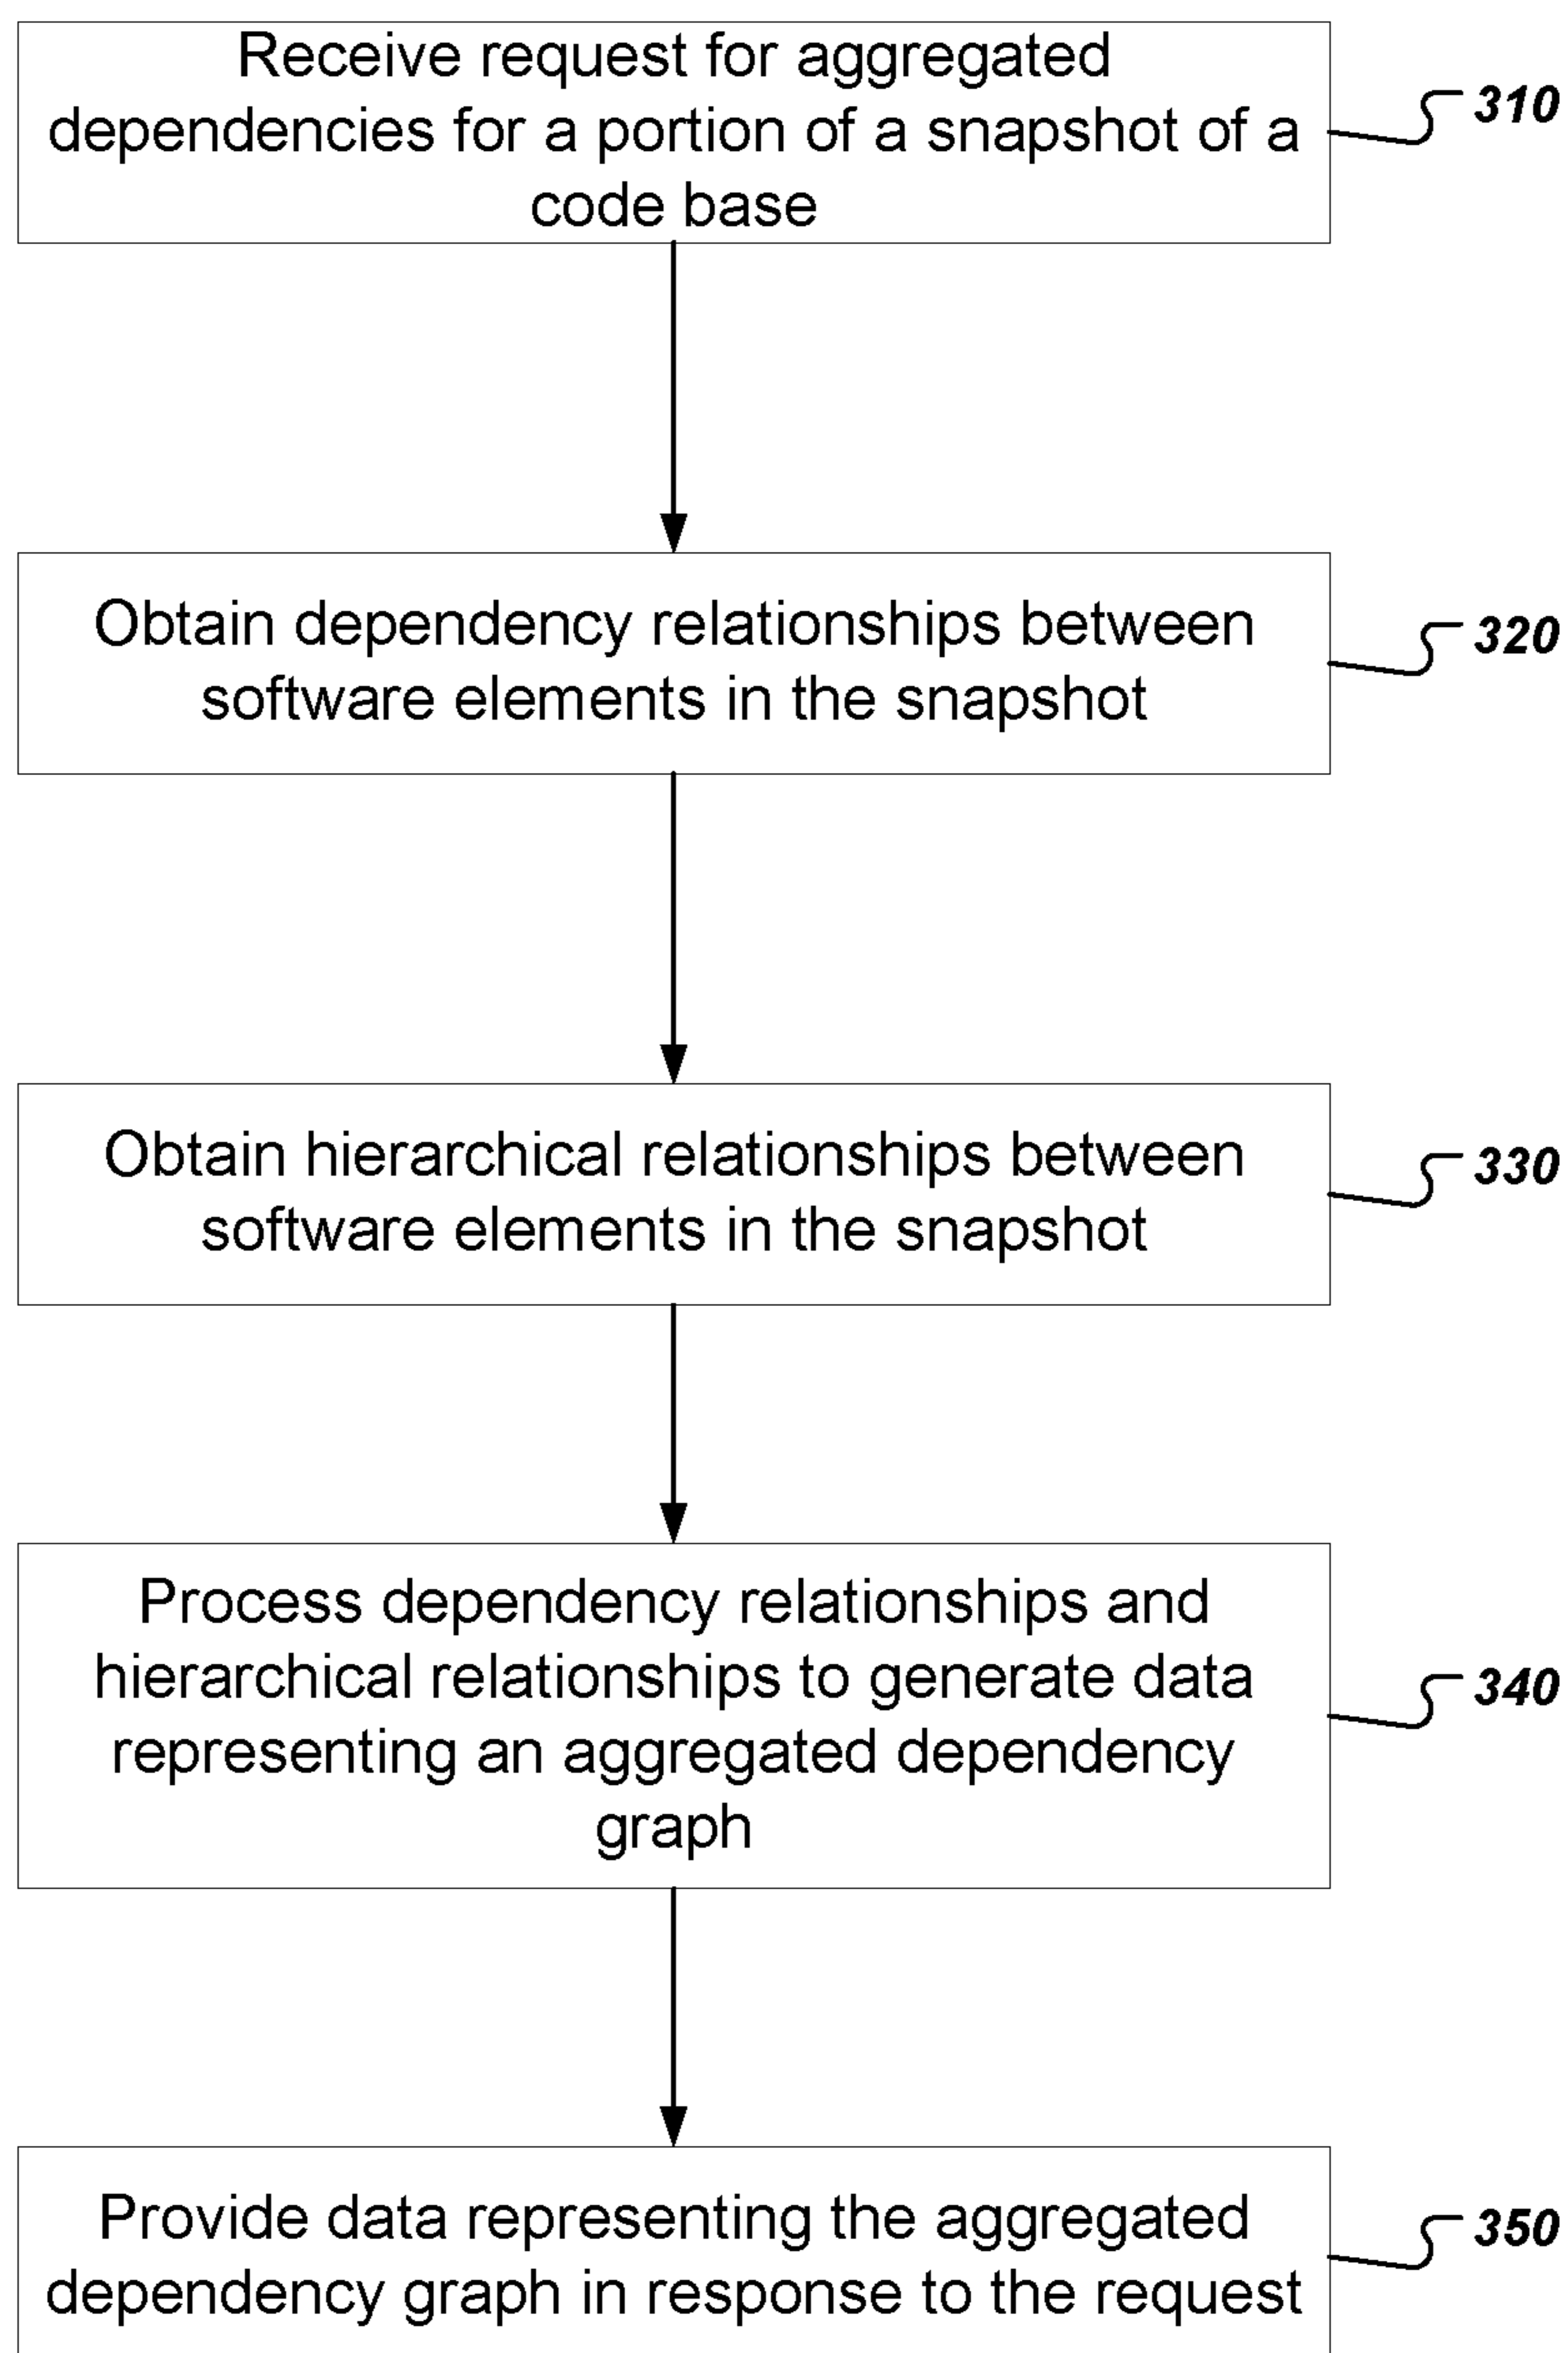 Receive request for aggregated
dependencies for a portion of a snapshot of a
code base
310
Obtain dependency relationships between
software elements in the snapshot
320
Obtain hierarchical relationships between
software elements in the snapshot
330
Process dependency relationships and
hierarchical relationships to generate data
representing an aggregated dependency
graph
340
Provide data representing the aggregated
dependency graph in response to the request
350